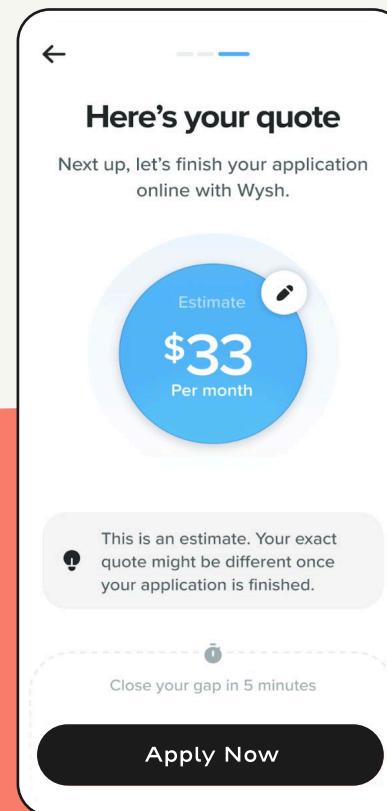 Here’s your quote
Next up, let’s finish your application
online with Wysh.
Estimate
$33
Per month
This is an estimate. Your exact
quote might be different once
your application is finished.
Close your gap in 5 minutes
Apply Now